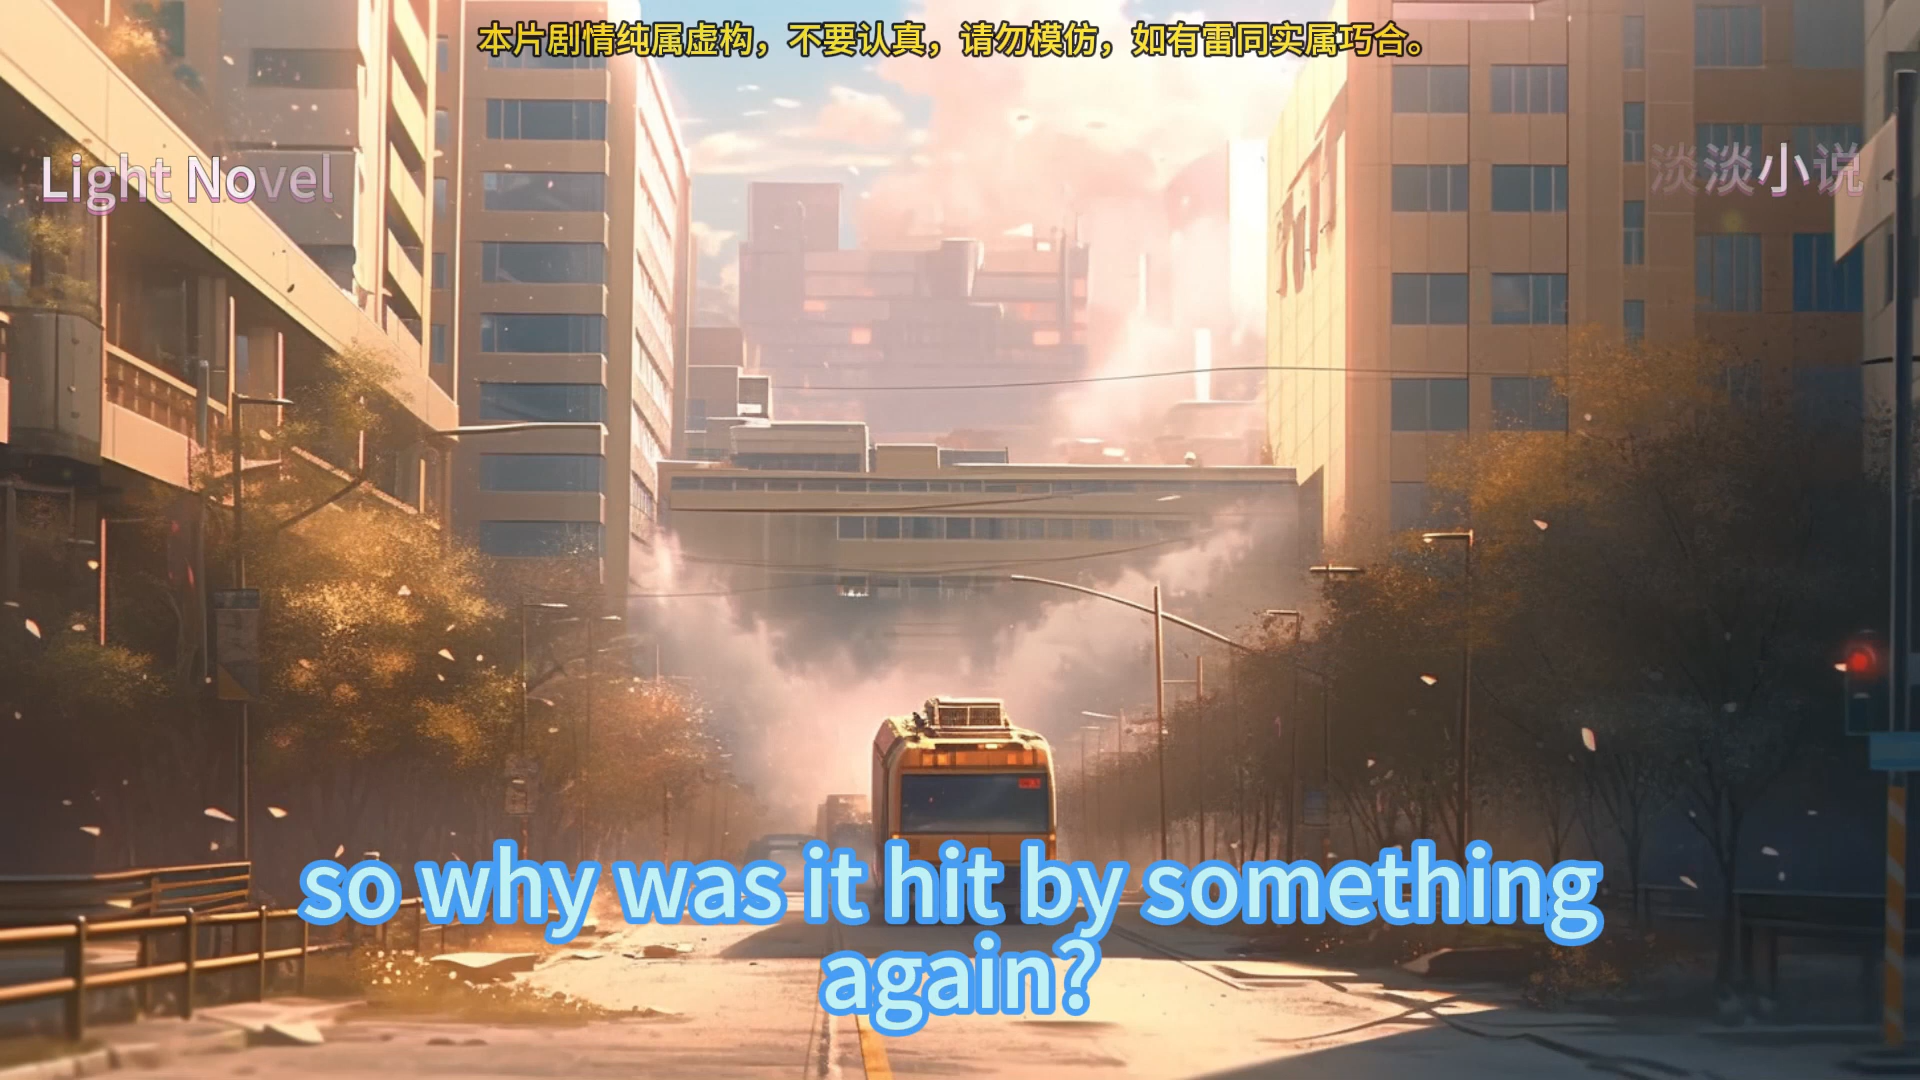 本片剧情纯属虚构，不要认真，请勿模仿，如有雷同实属巧合。
Light Novel
淡淡小说
so why was it hit by something
again?